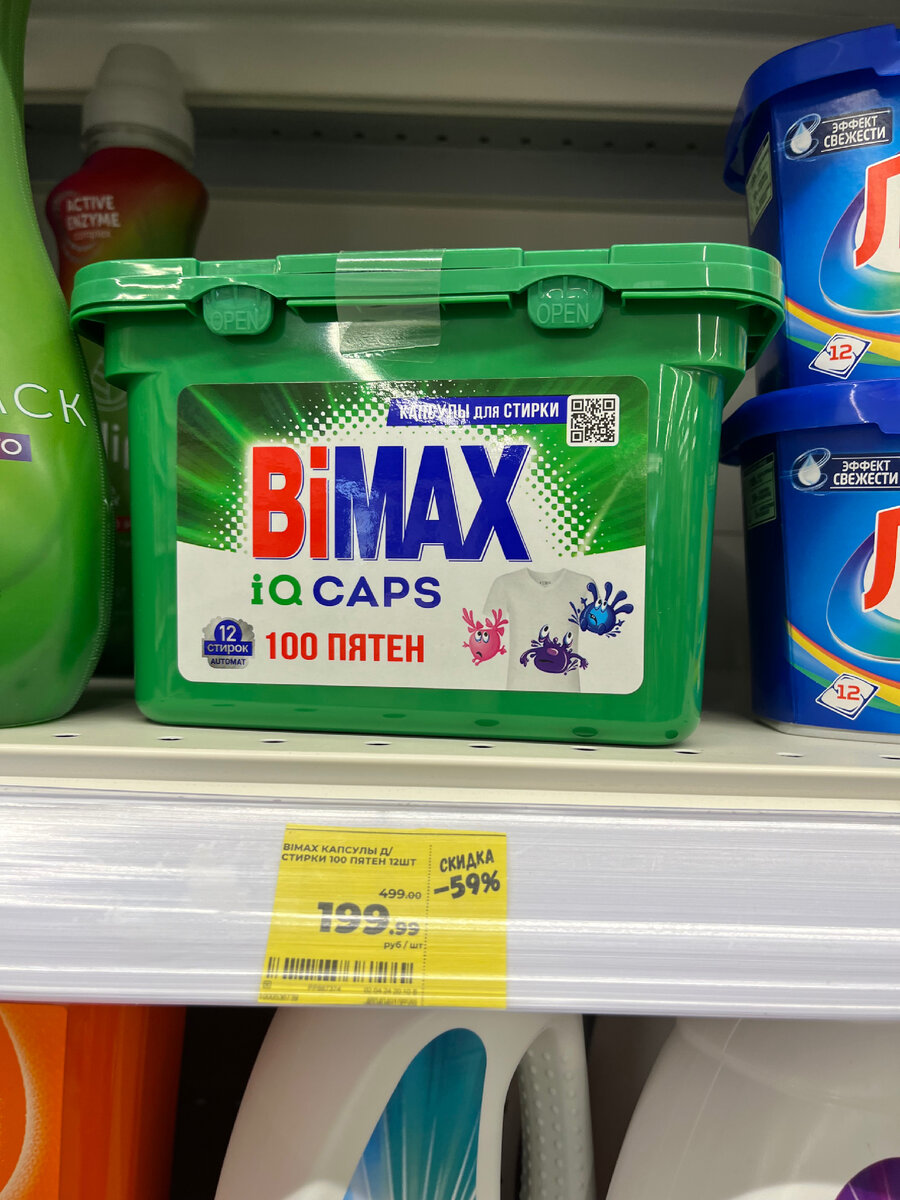 ACTIVE
ENZYME
ЭФФЕКТ
СВЕЖЕСТИ
OPEN
OPEN
12
КАПСУЛЫ для СТИРКИ
BiMAX
iQ CAPS
12
СТИРОК
AUTOMAT
100 ПЯТЕН
ЭФФЕКТ
СВЕЖЕСТИ
12
BIMAX КАПСУЛЫ Д/
СТИРКИ 100 ПЯТЕН 12ШТ
СКИДКА
-59%
499.00
199.99
руб/шт